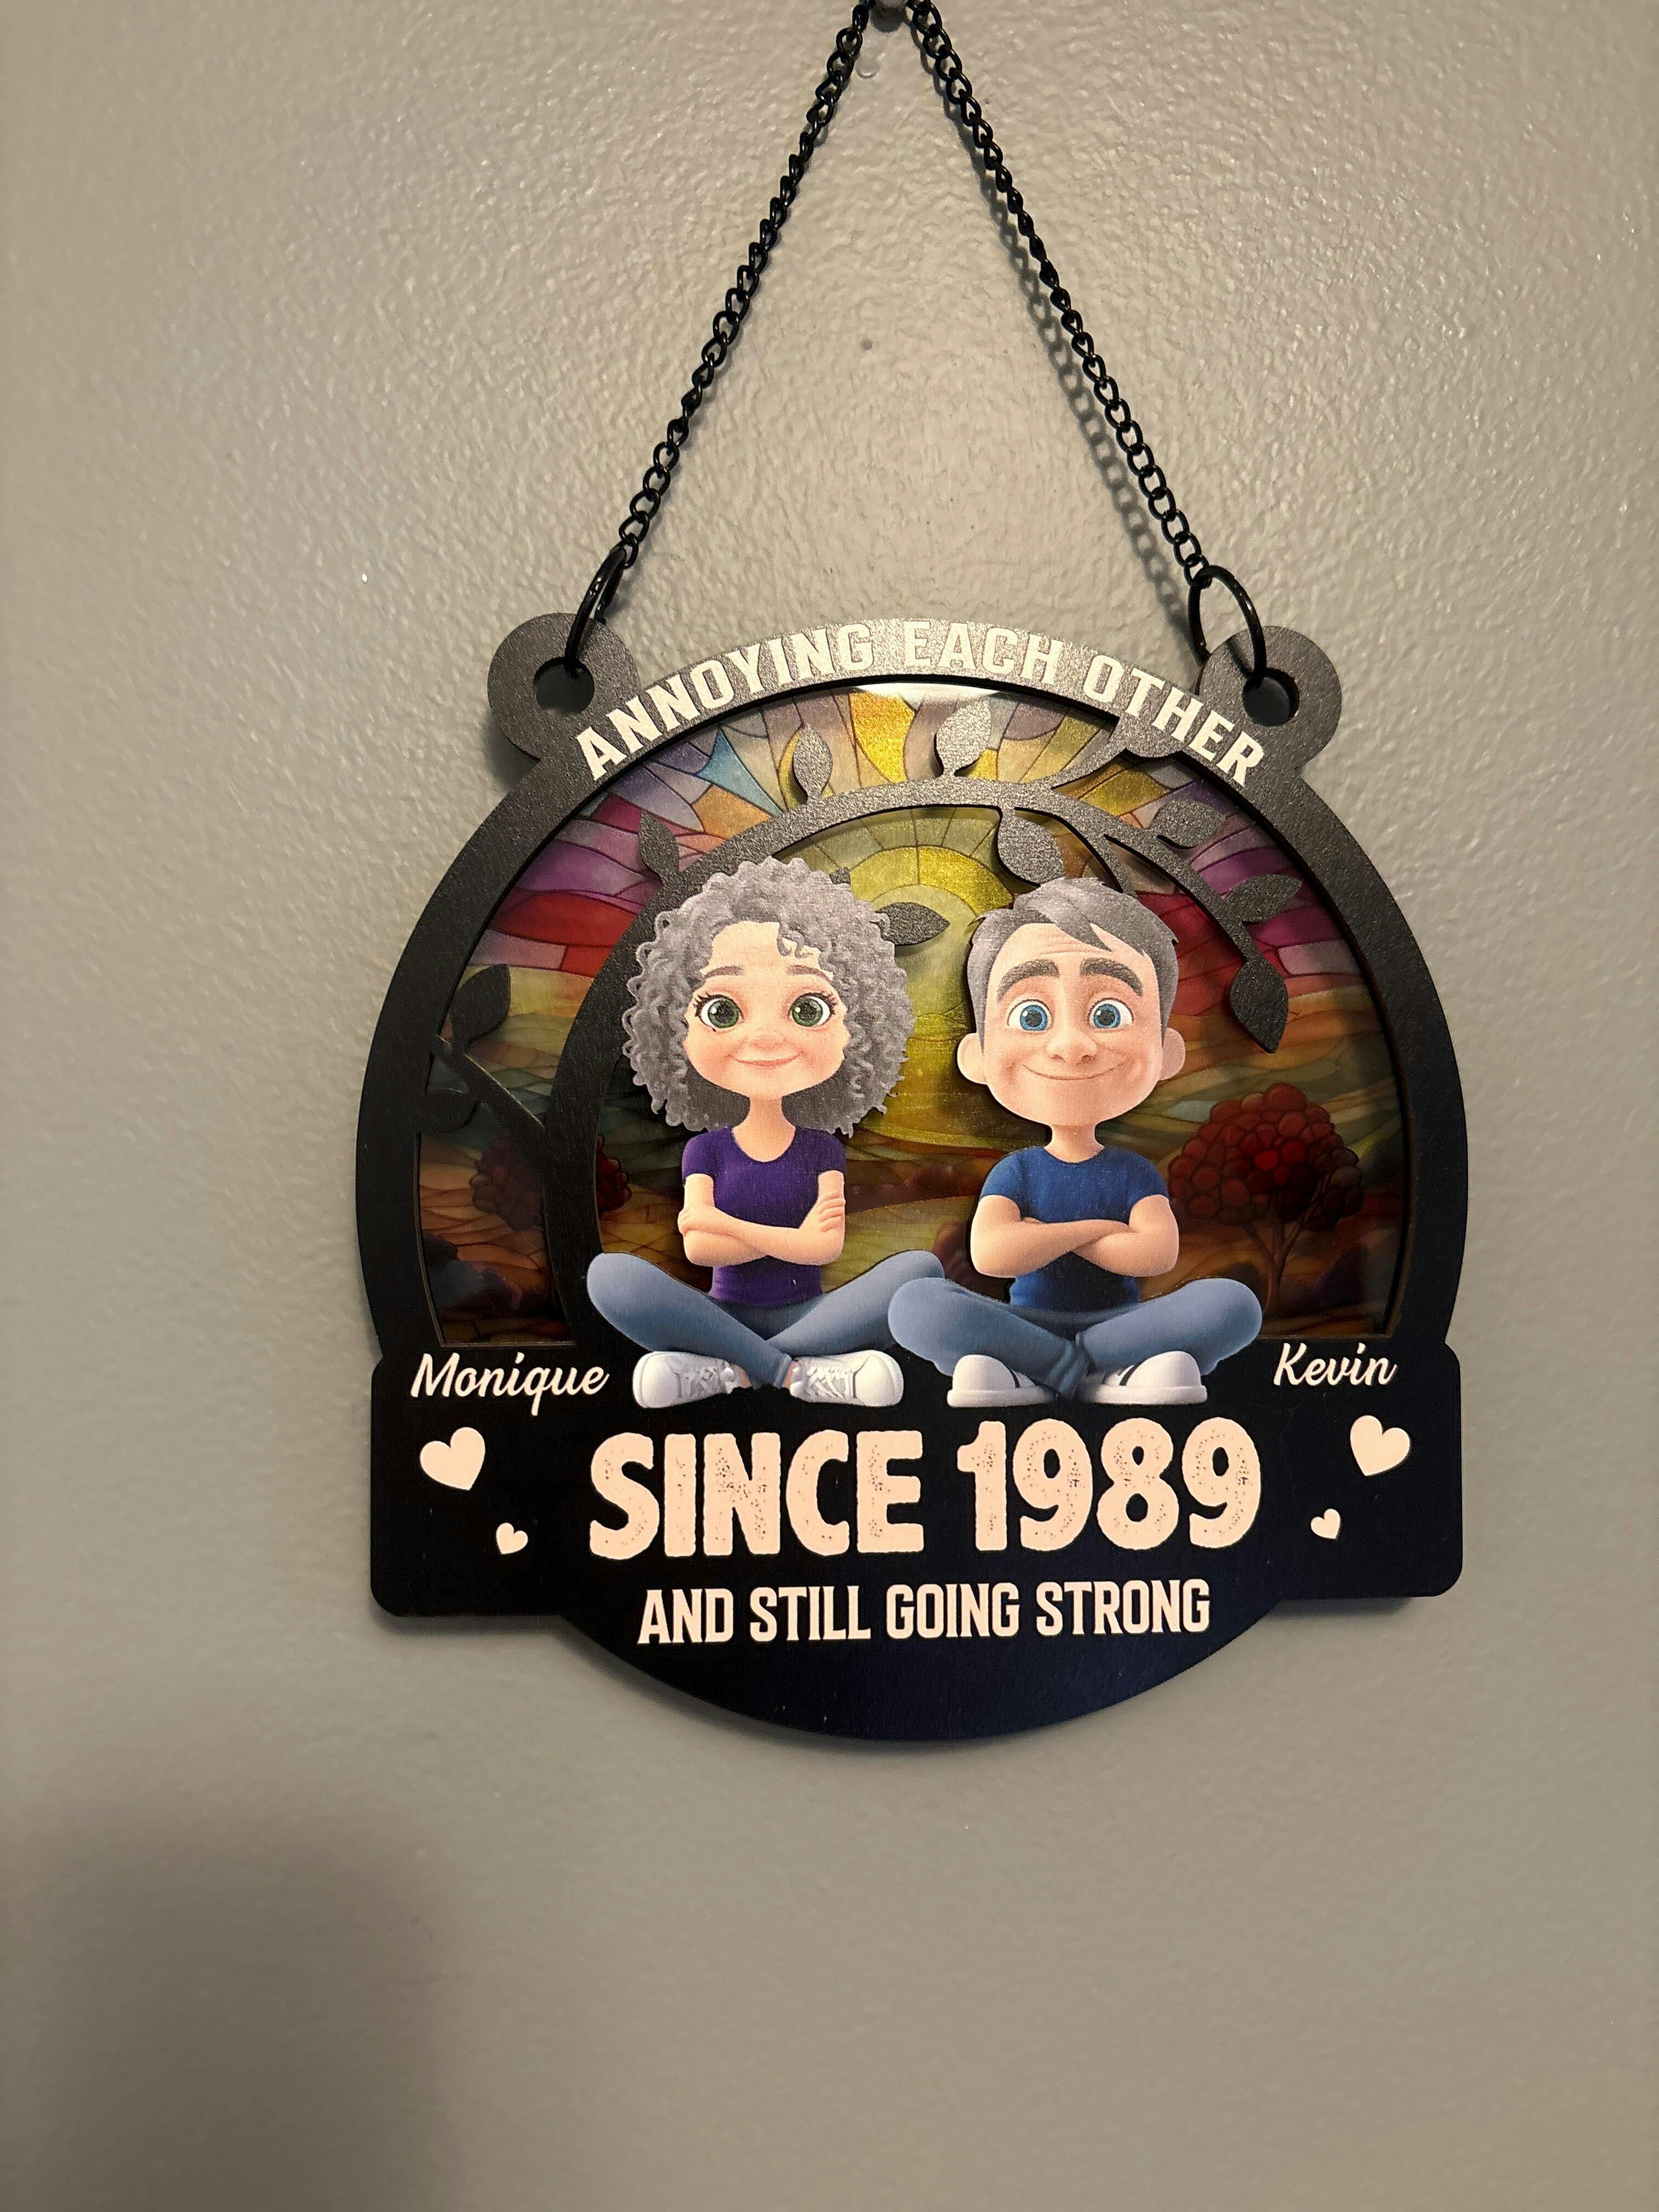 ANNOYING EACH OTHER
Monique
Kevin
SINCE 1989
AND STILL GOING STRONG